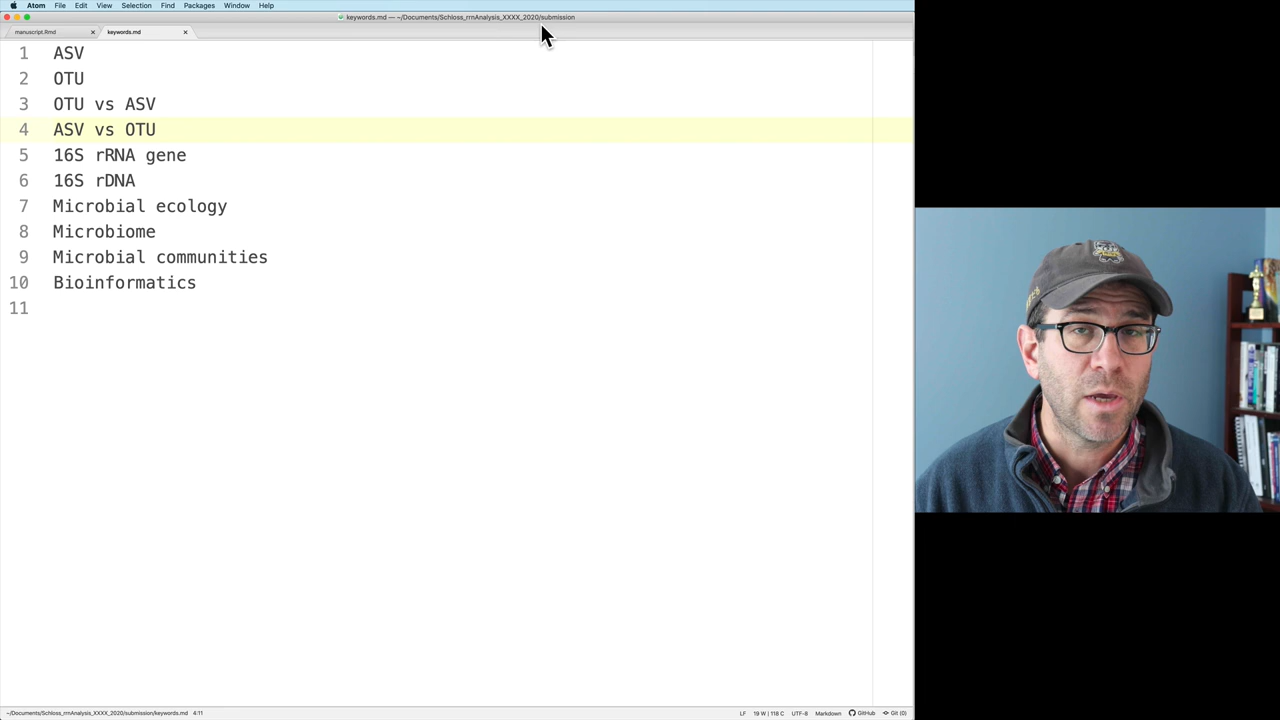 Atom File Edit View Selection Find Packages Window Help
keywords.md — ~/Documents/Schloss_rrnAnalysis_XXXX_2020/submission
manuscript.Rmd
keywords.md
1 ASV
2 OTU
3 OTU vs ASV
4 ASV vs OTU
5 16S rRNA gene
6 16S rDNA
7 Microbial ecology
8 Microbiome
9 Microbial communities
10 Bioinformatics
11
~/Documents/Schloss_rrnAnalysis_XXXX_2020/submission/keywords.md 4:11
LF 19 W | 118 C UTF-8 Markdown GitHub Git (0)